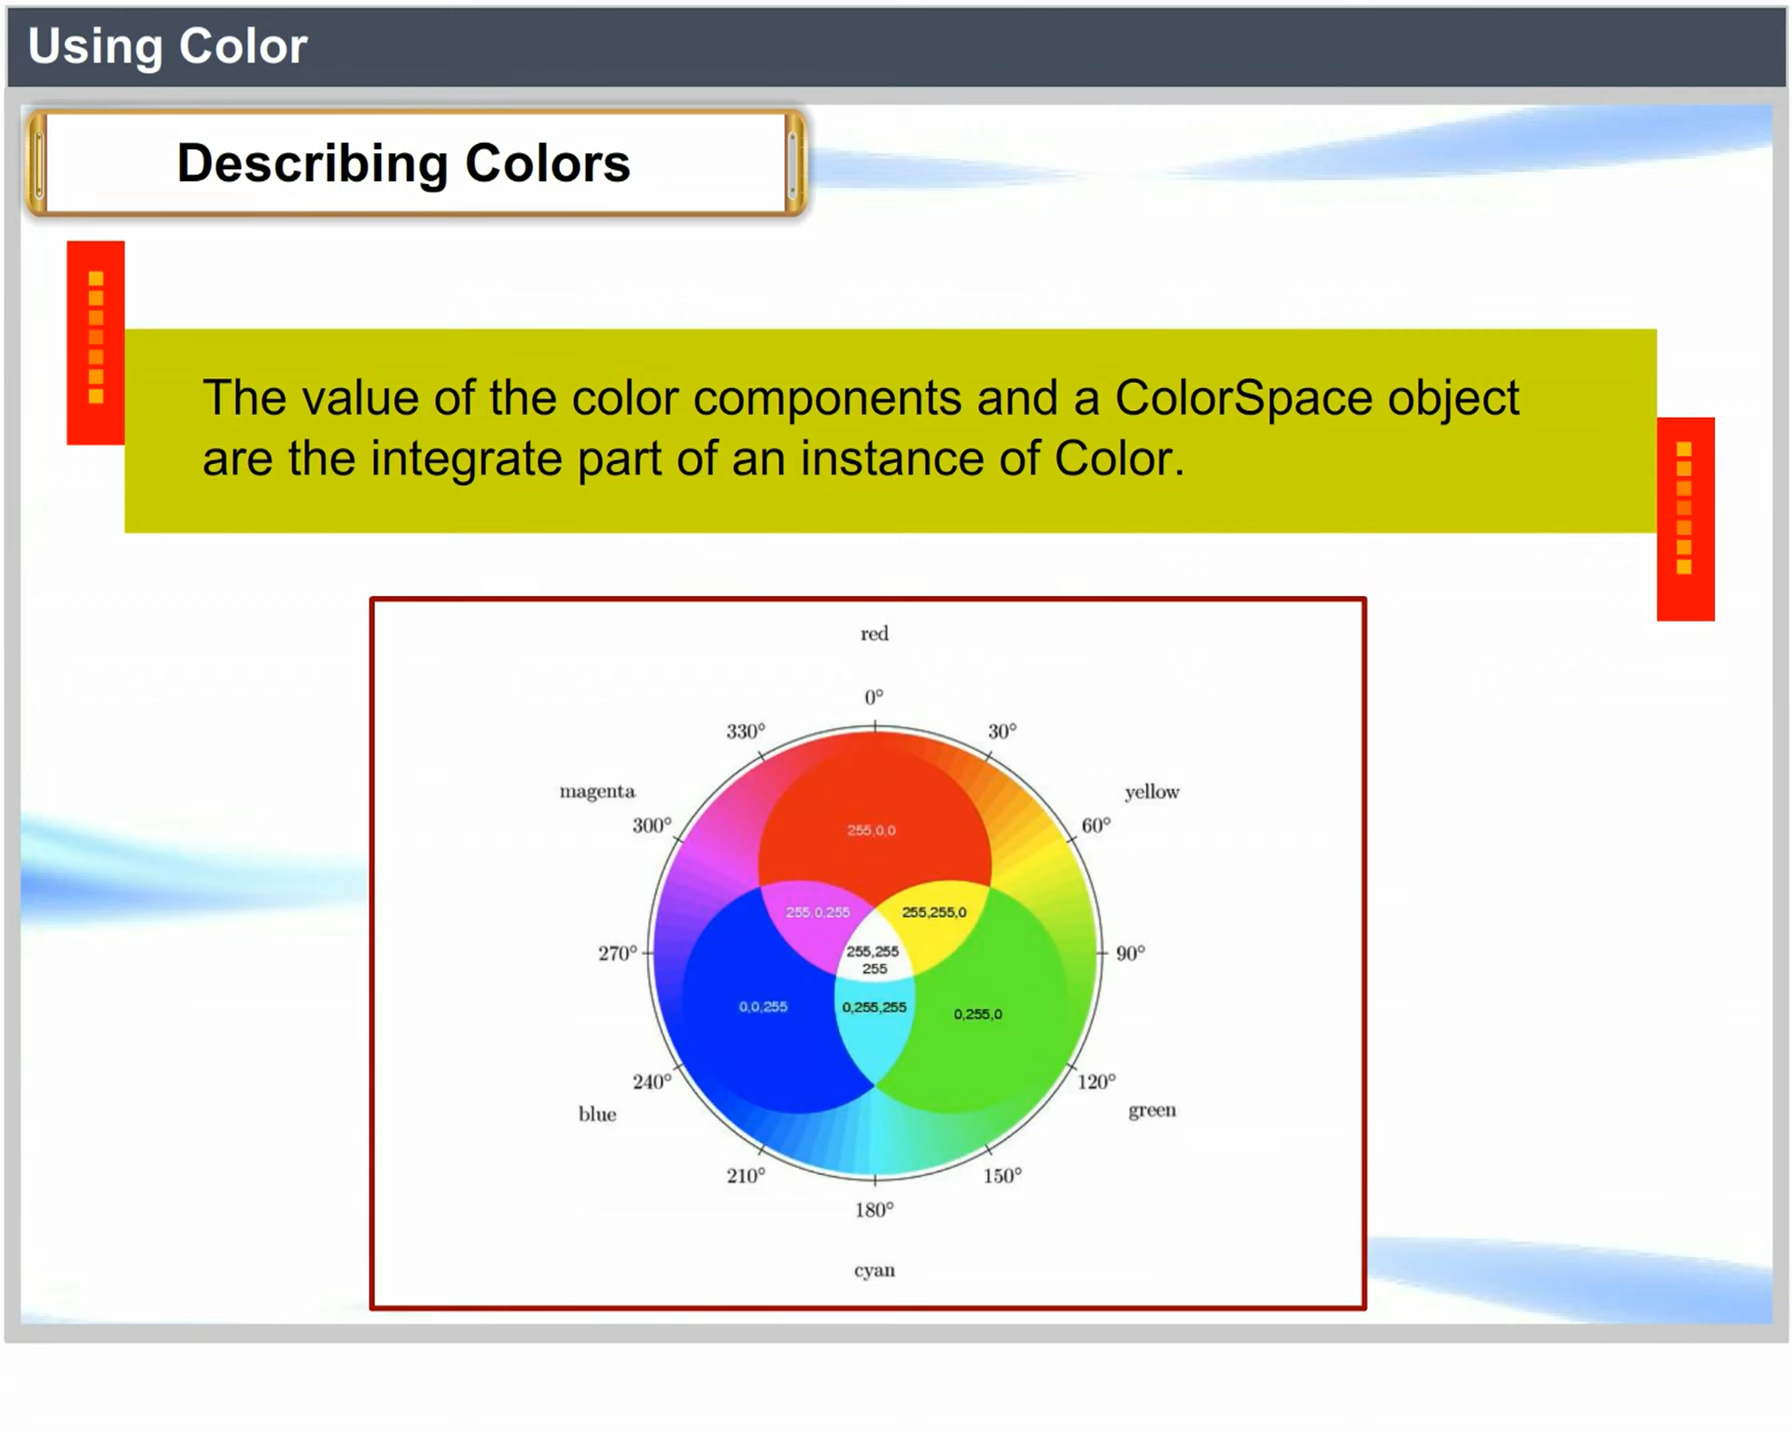 Using Color
Describing Colors
The value of the color components and a ColorSpace object
are the integrate part of an instance of Color.
red
0°
330°
30°
magenta
yellow
300°
60°
255,0,0
255,0,255
255,255,0
255,255
255
270°
90°
0,0,255
0,255,255
0,255,0
240°
120°
blue
green
210°
150°
180°
cyan